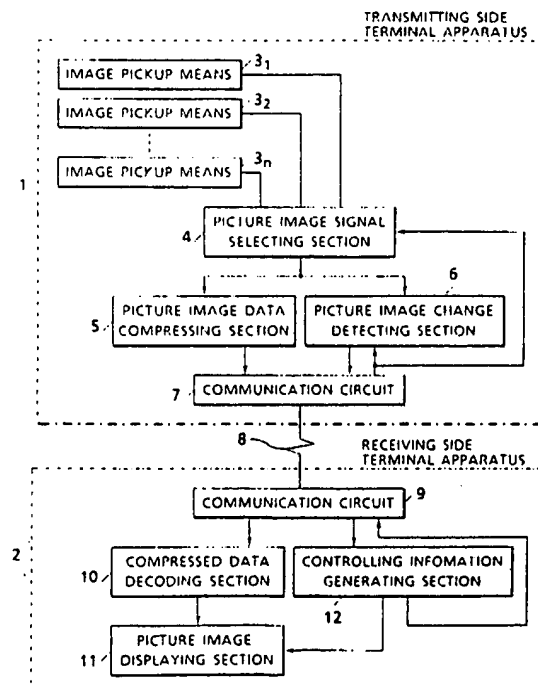 TRANSMITTING SIDE
TERMINAL APPARATUS
IMAGE PICKUP MEANS
3₁
IMAGE PICKUP MEANS
3₂
IMAGE PICKUP MEANS
3n
1
PICTURE IMAGE SIGNAL
SELECTING SECTION
4
6
PICTURE IMAGE DATA
COMPRESSING SECTION
5
PICTURE IMAGE CHANGE
DETECTING SECTION
COMMUNICATION CIRCUIT
7
8
RECEIVING SIDE
TERMINAL APPARATUS
COMMUNICATION CIRCUIT
9
2
COMPRESSED DATA
DECODING SECTION
10
CONTROLLING INFOMATION
GENERATING SECTION
12
PICTURE IMAGE
DISPLAYING SECTION
11